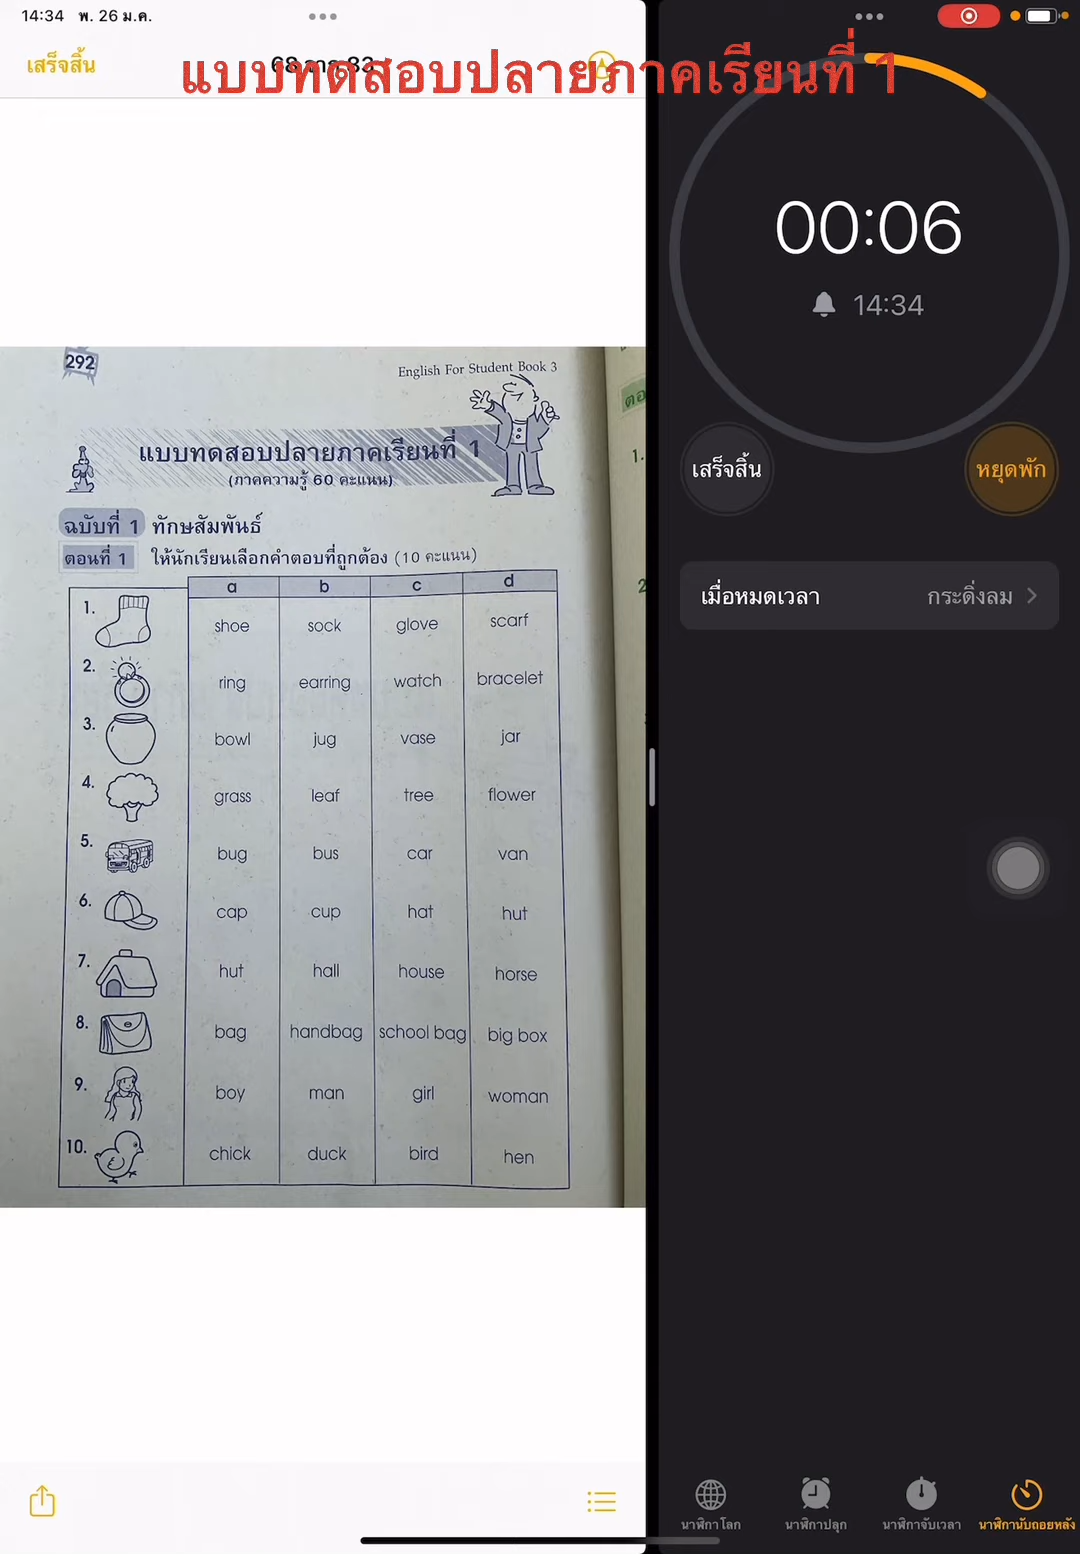 14:34 พ. 26 ม.ค.
เสร็จสิ้น
แบบทดสอบปลายภาคเรียนที่ 1
00:06
14:34
เสร็จสิ้น
หยุดพัก
เมื่อหมดเวลา
กระดิ่งลม
292
English For Student Book 3
แบบทดสอบปลายภาคเรียนที่ 1
(ภาคความรู้ 60 คะแนน)
ฉบับที่ 1 ทักษสัมพันธ์
ตอนที่ 1 ให้นักเรียนเลือกคำตอบที่ถูกต้อง (10 คะแนน)
a b c d
1. shoe sock glove scarf
2. ring earring watch bracelet
3. bowl jug vase jar
4. grass leaf tree flower
5. bug bus car van
6. cap cup hat hut
7. hut hall house horse
8. bag handbag school bag big box
9. boy man girl woman
10. chick duck bird hen
1.
2
นาฬิกาโลก
นาฬิกาปลุก
นาฬิกาจับเวลา
นาฬิกานับถอยหลัง